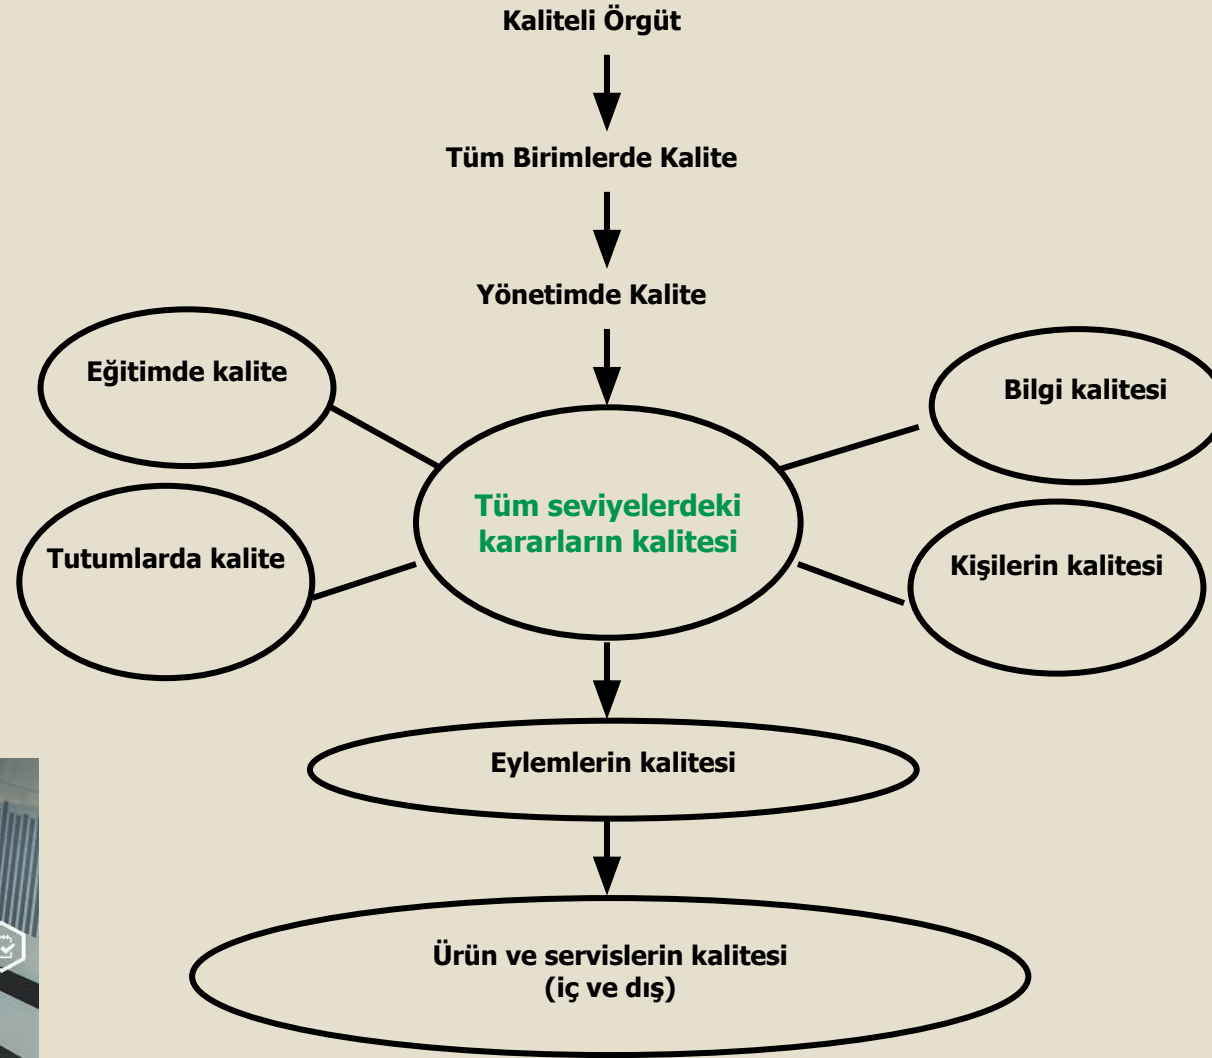 Kaliteli Örgüt
Tüm Birimlerde Kalite
Yönetimde Kalite
Eğitimde kalite
Bilgi kalitesi
Tüm seviyelerdeki
kararların kalitesi
Tutumlarda kalite
Kişilerin kalitesi
Eylemlerin kalitesi
Ürün ve servislerin kalitesi
(iç ve dış)